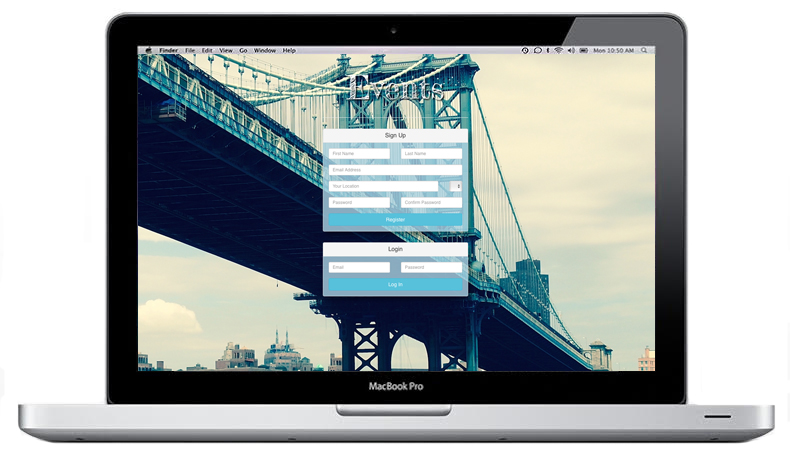 Finder File Edit View Go Window Help Mon 10:50 AM
Events
Sign Up
First Name Last Name
Email Address
Your Location
Password Confirm Password
Register
Login
Email Password
Log In
MacBook Pro